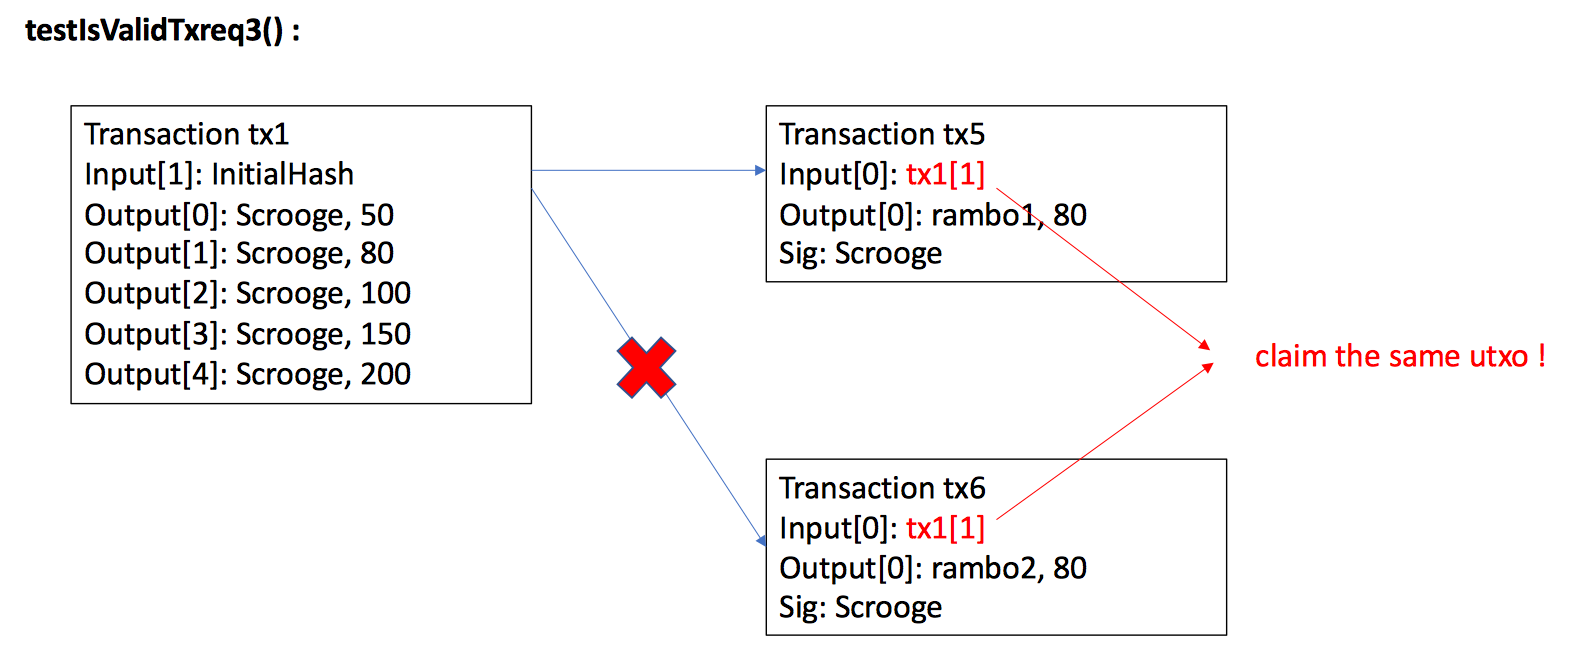 testIsValidTxreq3() :
Transaction tx1
Input[1]: InitialHash
Output[0]: Scrooge, 50
Output[1]: Scrooge, 80
Output[2]: Scrooge, 100
Output[3]: Scrooge, 150
Output[4]: Scrooge, 200
Transaction tx5
Input[0]: tx1[1]
Output[0]: rambo1, 80
Sig: Scrooge
claim the same utxo !
Transaction tx6
Input[0]: tx1[1]
Output[0]: rambo2, 80
Sig: Scrooge